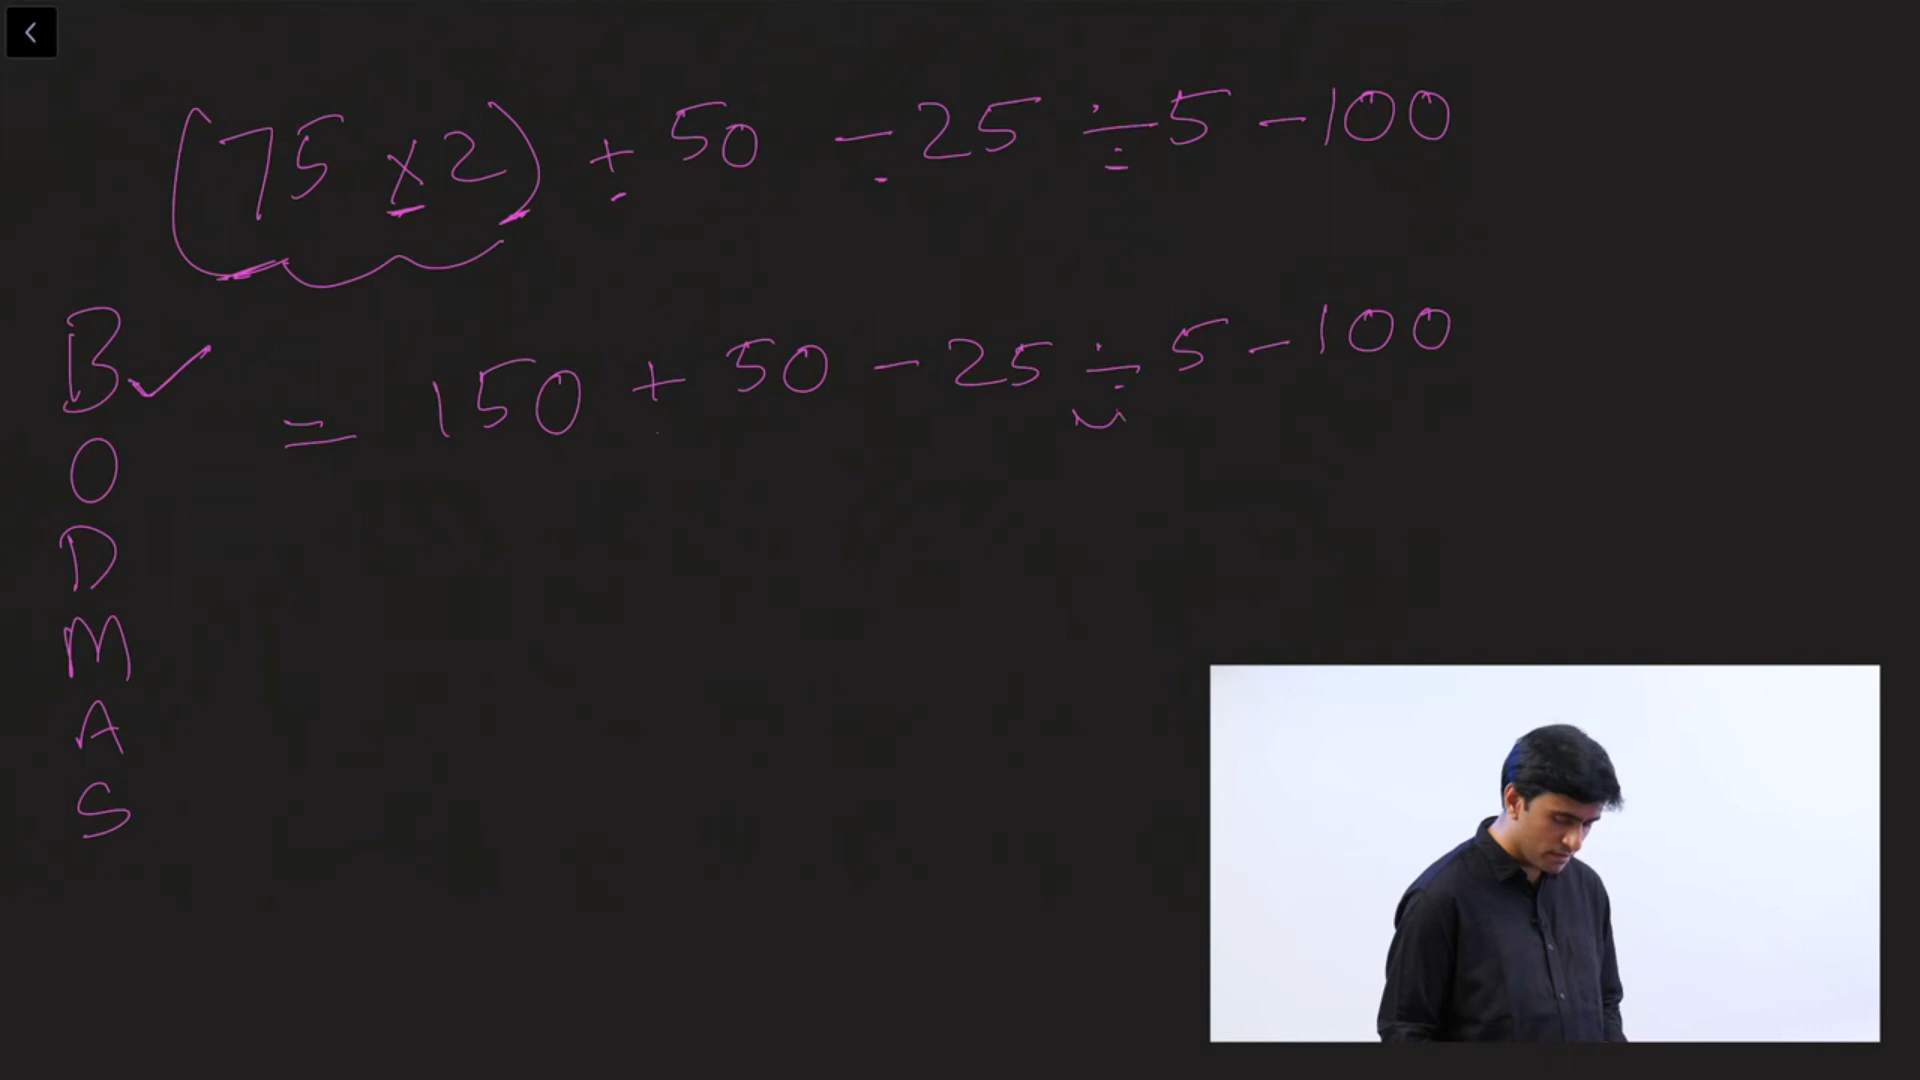 (75 × 2) + 50 - 25 ÷ 5 - 100
= 150 + 50 - 25 ÷ 5 - 100
B✓
O
D
M
A
S